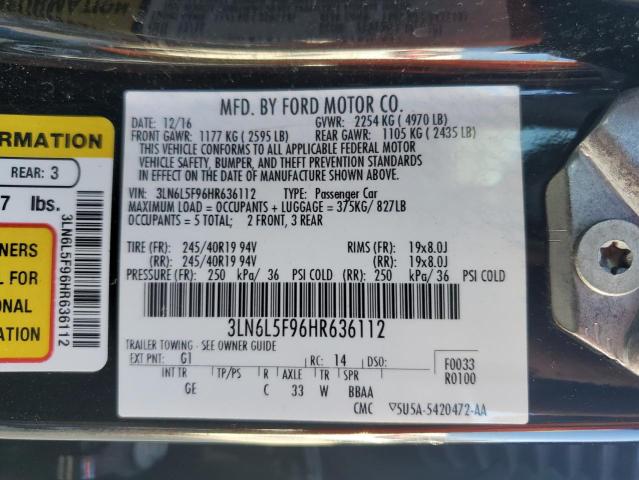 MFD. BY FORD MOTOR CO.
DATE: 12/16 GVWR: 2254 KG ( 4970 LB)
FRONT GAWR: 1177 KG ( 2595 LB) REAR GAWR: 1105 KG ( 2435 LB)
THIS VEHICLE CONFORMS TO ALL APPLICABLE FEDERAL MOTOR
VEHICLE SAFETY, BUMPER, AND THEFT PREVENTION STANDARDS
IN EFFECT ON THE DATE OF MANUFACTURE SHOWN ABOVE.
VIN: 3LN6L5F96HR636112 TYPE: Passenger Car
MAXIMUM LOAD = OCCUPANTS + LUGGAGE = 375KG/ 827LB
OCCUPANTS = 5 TOTAL; 2 FRONT, 3 REAR
TIRE (FR): 245/40R19 94V RIMS (FR): 19x8.0J
(RR): 245/40R19 94V (RR): 19x8.0J
PRESSURE (FR): 250 kPa/ 36 PSI COLD (RR): 250 kPa/ 36 PSI COLD
3LN6L5F96HR636112
TRAILER TOWING - SEE OWNER GUIDE
EXT PNT: G1 RC: 14 DSO: F0033
INT TR TP/PS R AXLE TR SPR R0100
GE C 33 W BBAA
CMC 5U5A-5420472-AA
ORMATION
REAR: 3
7 lbs.
NERS
L FOR
ONAL
TION
3LN6L5F96HR636112